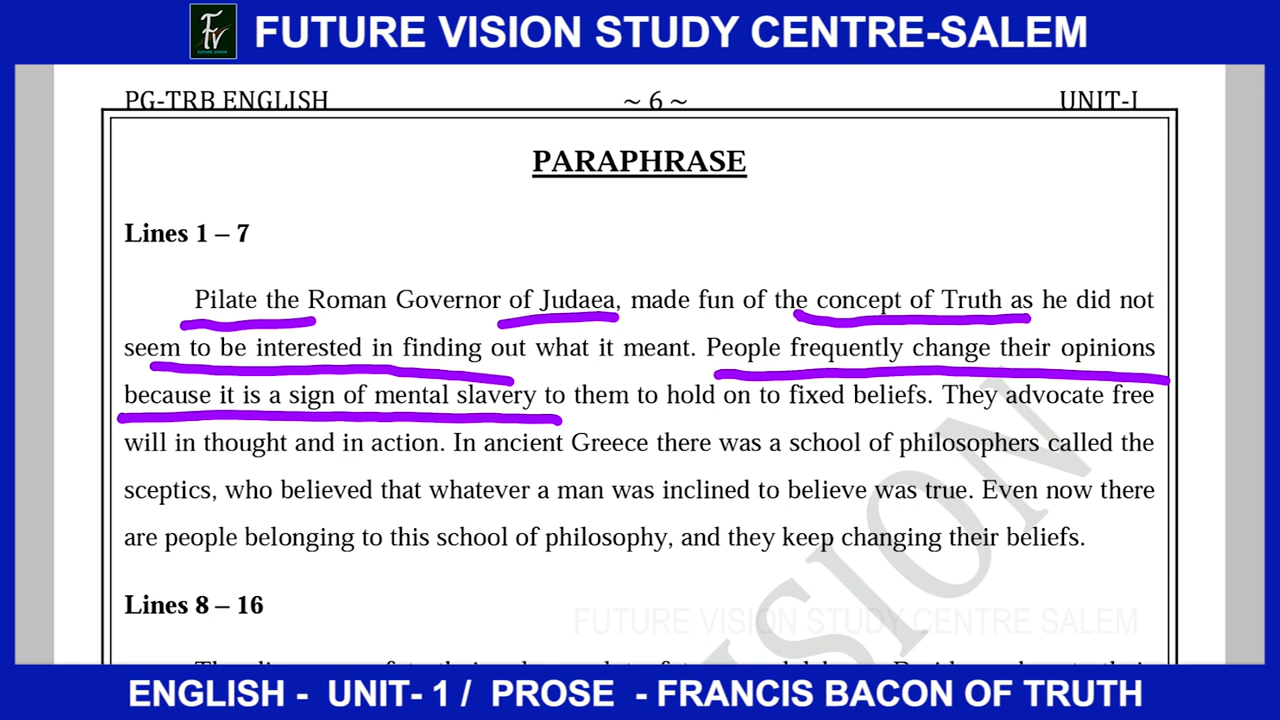 FUTURE VISION STUDY CENTRE-SALEM
PG-TRB ENGLISH ~ 6 ~ UNIT-I
PARAPHRASE
Lines 1 – 7
Pilate the Roman Governor of Judaea, made fun of the concept of Truth as he did not
seem to be interested in finding out what it meant. People frequently change their opinions
because it is a sign of mental slavery to them to hold on to fixed beliefs. They advocate free
will in thought and in action. In ancient Greece there was a school of philosophers called the
sceptics, who believed that whatever a man was inclined to believe was true. Even now there
are people belonging to this school of philosophy, and they keep changing their beliefs.
Lines 8 – 16
FUTURE VISION STUDY CENTRE SALEM
VISION
ENGLISH - UNIT- 1 / PROSE - FRANCIS BACON OF TRUTH